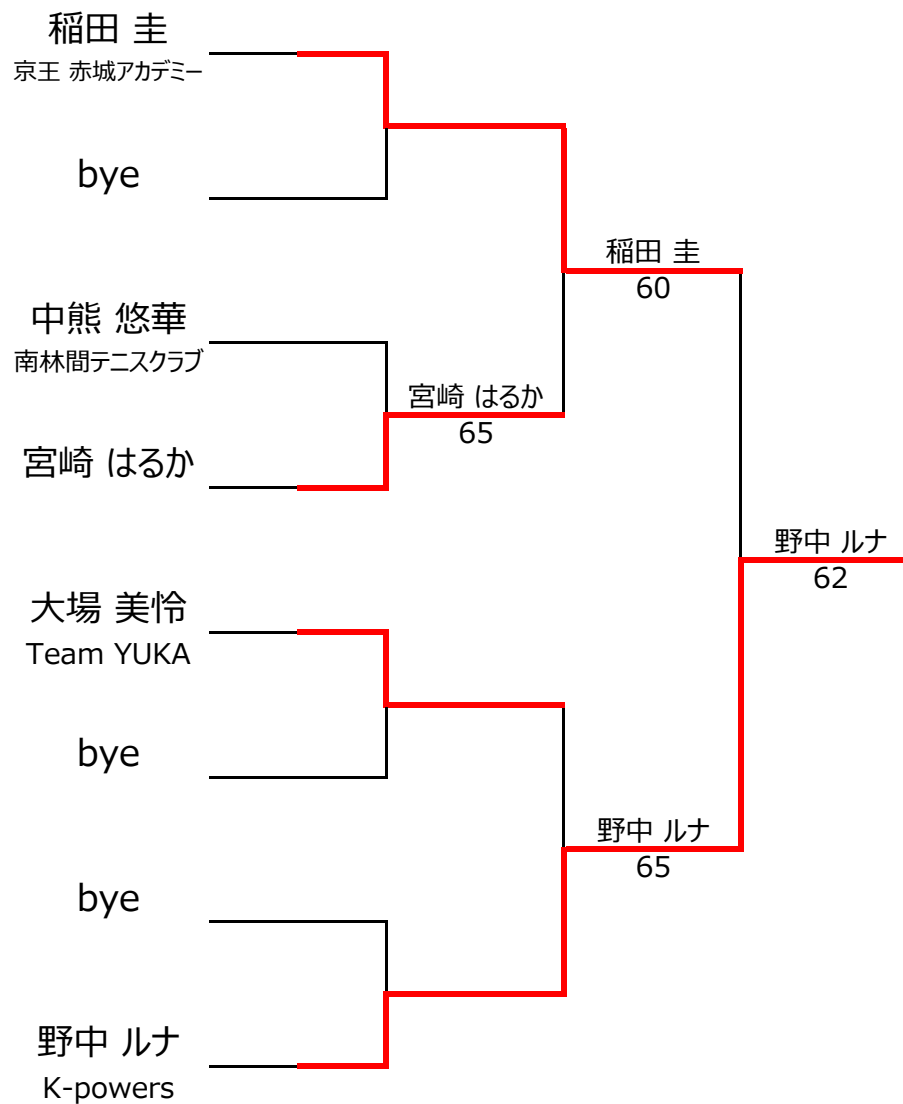 稲田 圭
京王 赤城アカデミー
bye
中熊 悠華
南林間テニスクラブ
宮崎 はるか
大場 美怜
Team YUKA
bye
bye
野中 ルナ
K-powers
宮崎 はるか
65
稲田 圭
60
野中 ルナ
65
野中 ルナ
62